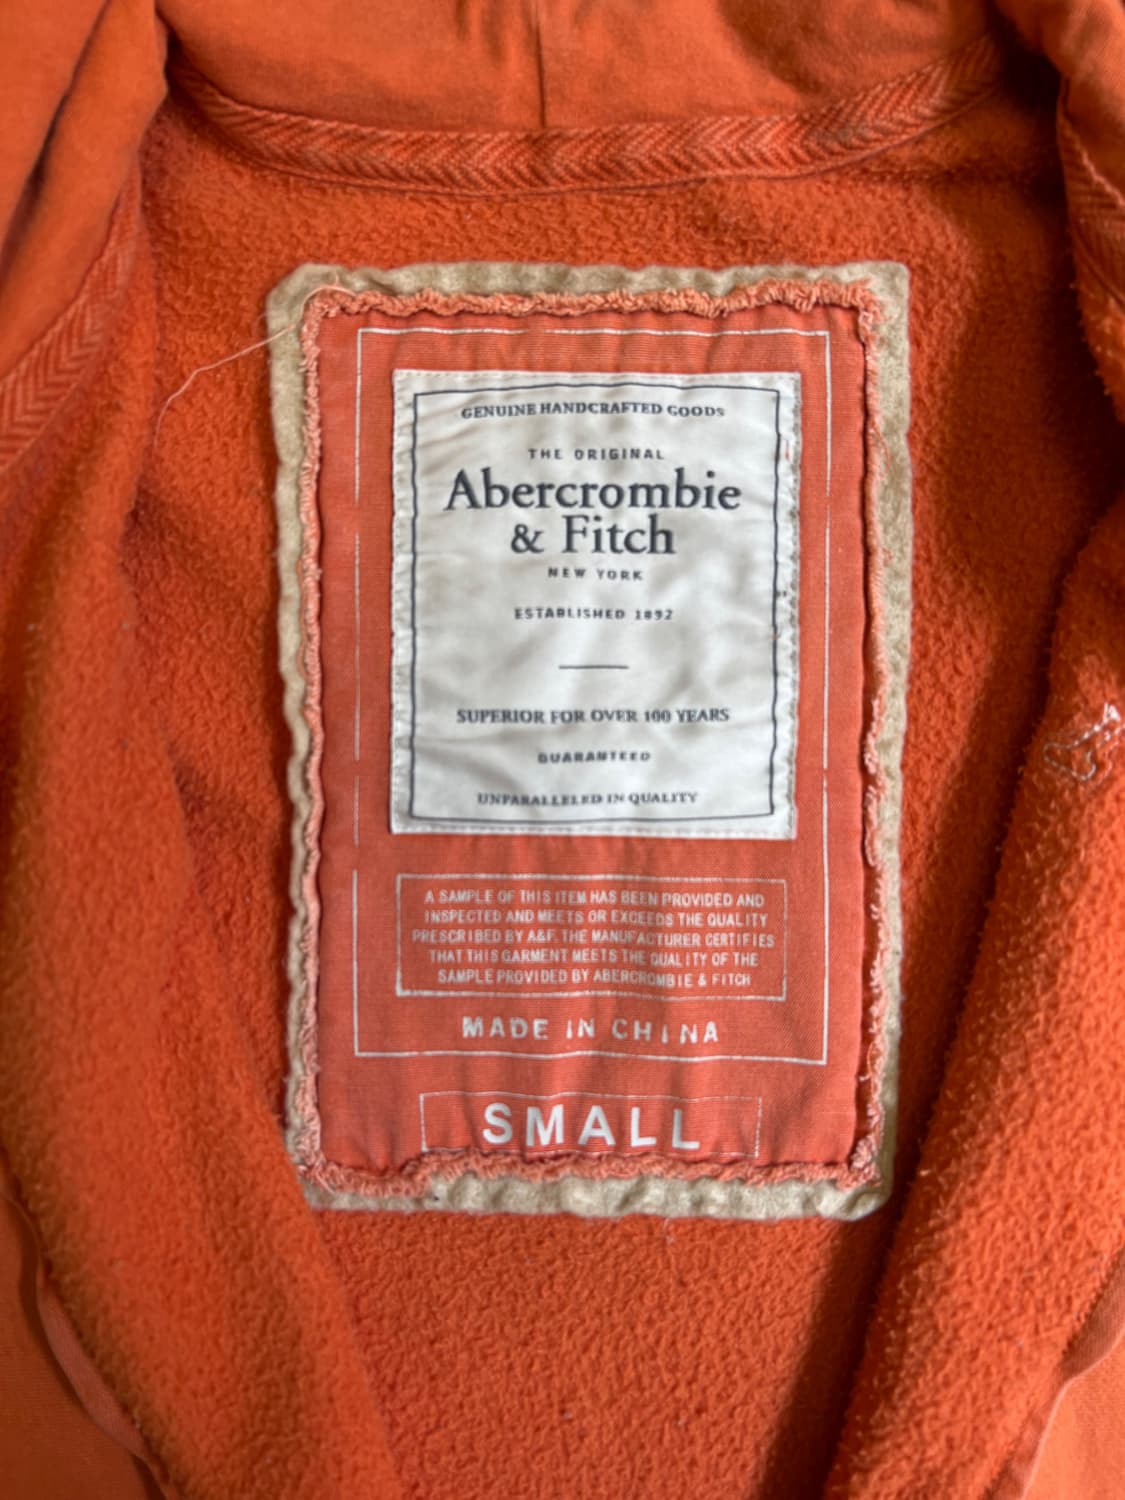 GENUINE HANDCRAFTED GOODS
THE ORIGINAL
Abercrombie
& Fitch
NEW YORK
ESTABLISHED 1892
SUPERIOR FOR OVER 100 YEARS
GUARANTEED
UNPARALLELED IN QUALITY
A SAMPLE OF THIS ITEM HAS BEEN PROVIDED AND
INSPECTED AND MEETS OR EXCEEDS THE QUALITY
PRESCRIBED BY A&F. THE MANUFACTURER CERTIFIES
THAT THIS GARMENT MEETS THE QUALITY OF THE
SAMPLE PROVIDED BY ABERCROMBIE & FITCH
MADE IN CHINA
SMALL